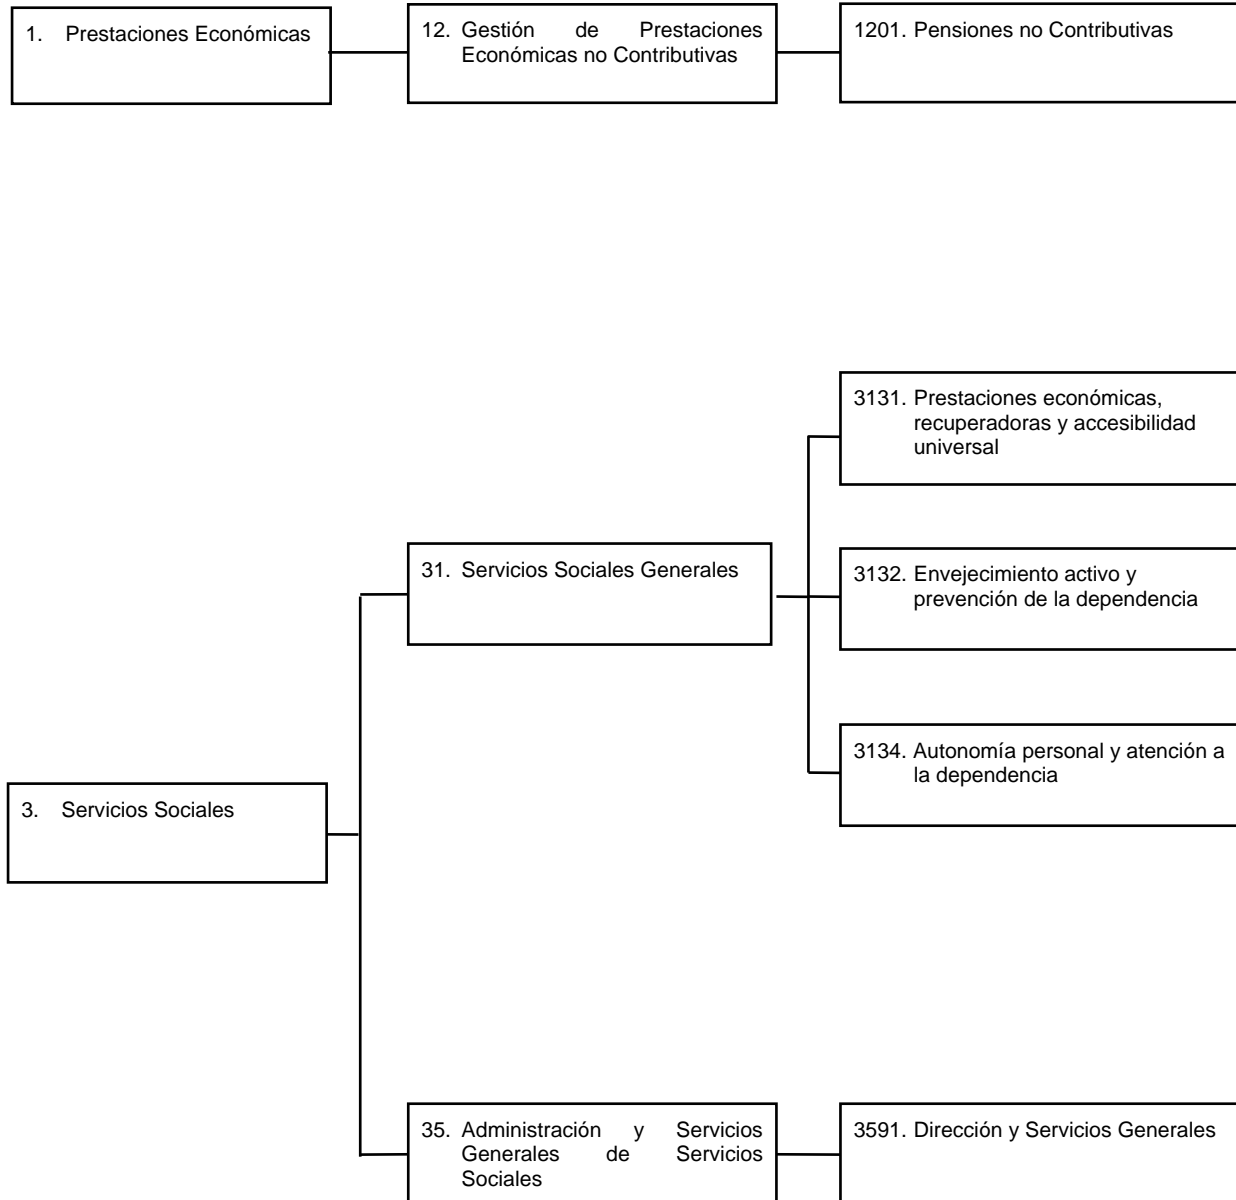 1. Prestaciones Económicas
12. Gestión de Prestaciones
Económicas no Contributivas
1201. Pensiones no Contributivas
3131. Prestaciones económicas,
recuperadoras y accesibilidad
universal
31. Servicios Sociales Generales
3132. Envejecimiento activo y
prevención de la dependencia
3134. Autonomía personal y atención a
la dependencia
3. Servicios Sociales
35. Administración y Servicios
Generales de Servicios
Sociales
3591. Dirección y Servicios Generales